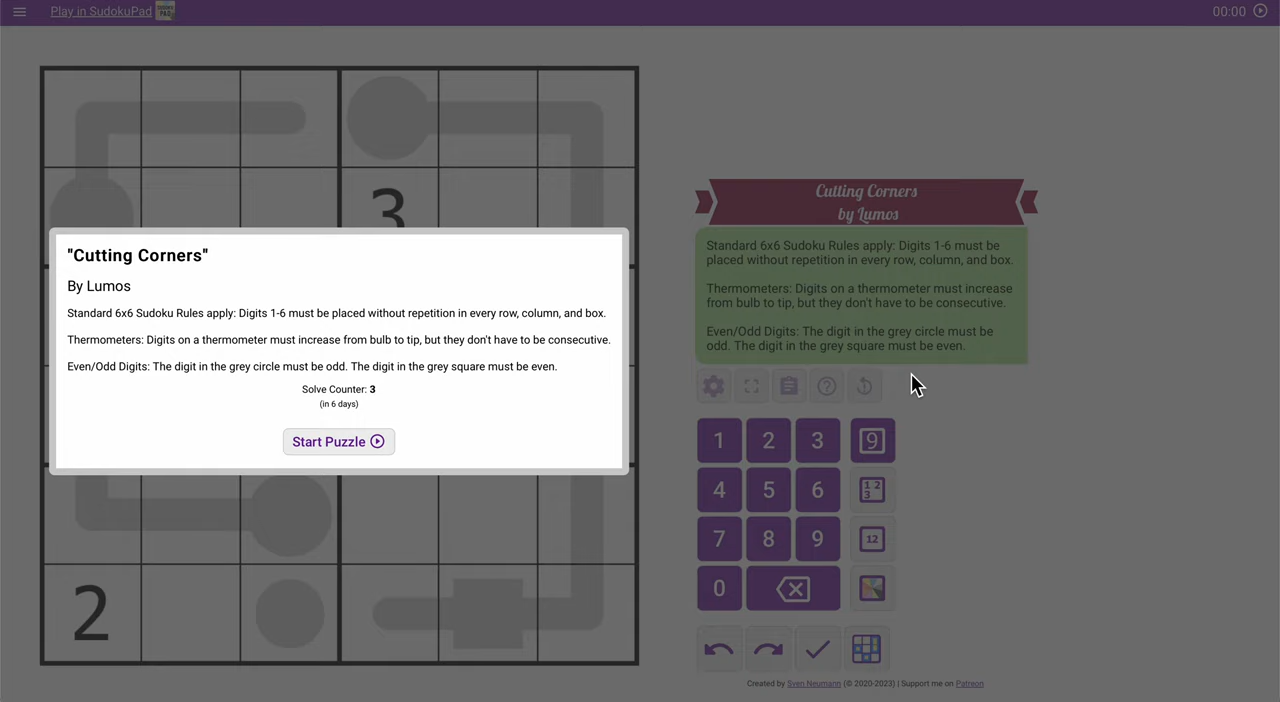 Play in SudokuPad
SUDOKU
PAD
00:00
3
"Cutting Corners"
By Lumos
Standard 6x6 Sudoku Rules apply: Digits 1-6 must be placed without repetition in every row, column, and box.
Thermometers: Digits on a thermometer must increase from bulb to tip, but they don't have to be consecutive.
Even/Odd Digits: The digit in the grey circle must be odd. The digit in the grey square must be even.
Solve Counter: 3
(in 6 days)
Start Puzzle
2
Cutting Corners
by Lumos
Standard 6x6 Sudoku Rules apply: Digits 1-6 must be
placed without repetition in every row, column, and box.
Thermometers: Digits on a thermometer must increase
from bulb to tip, but they don't have to be consecutive.
Even/Odd Digits: The digit in the grey circle must be
odd. The digit in the grey square must be even.
?
1 2 3 9
4 5 6 1 2 3
7 8 9 12
0
Created by Sven Neumann (© 2020-2023) | Support me on Patreon